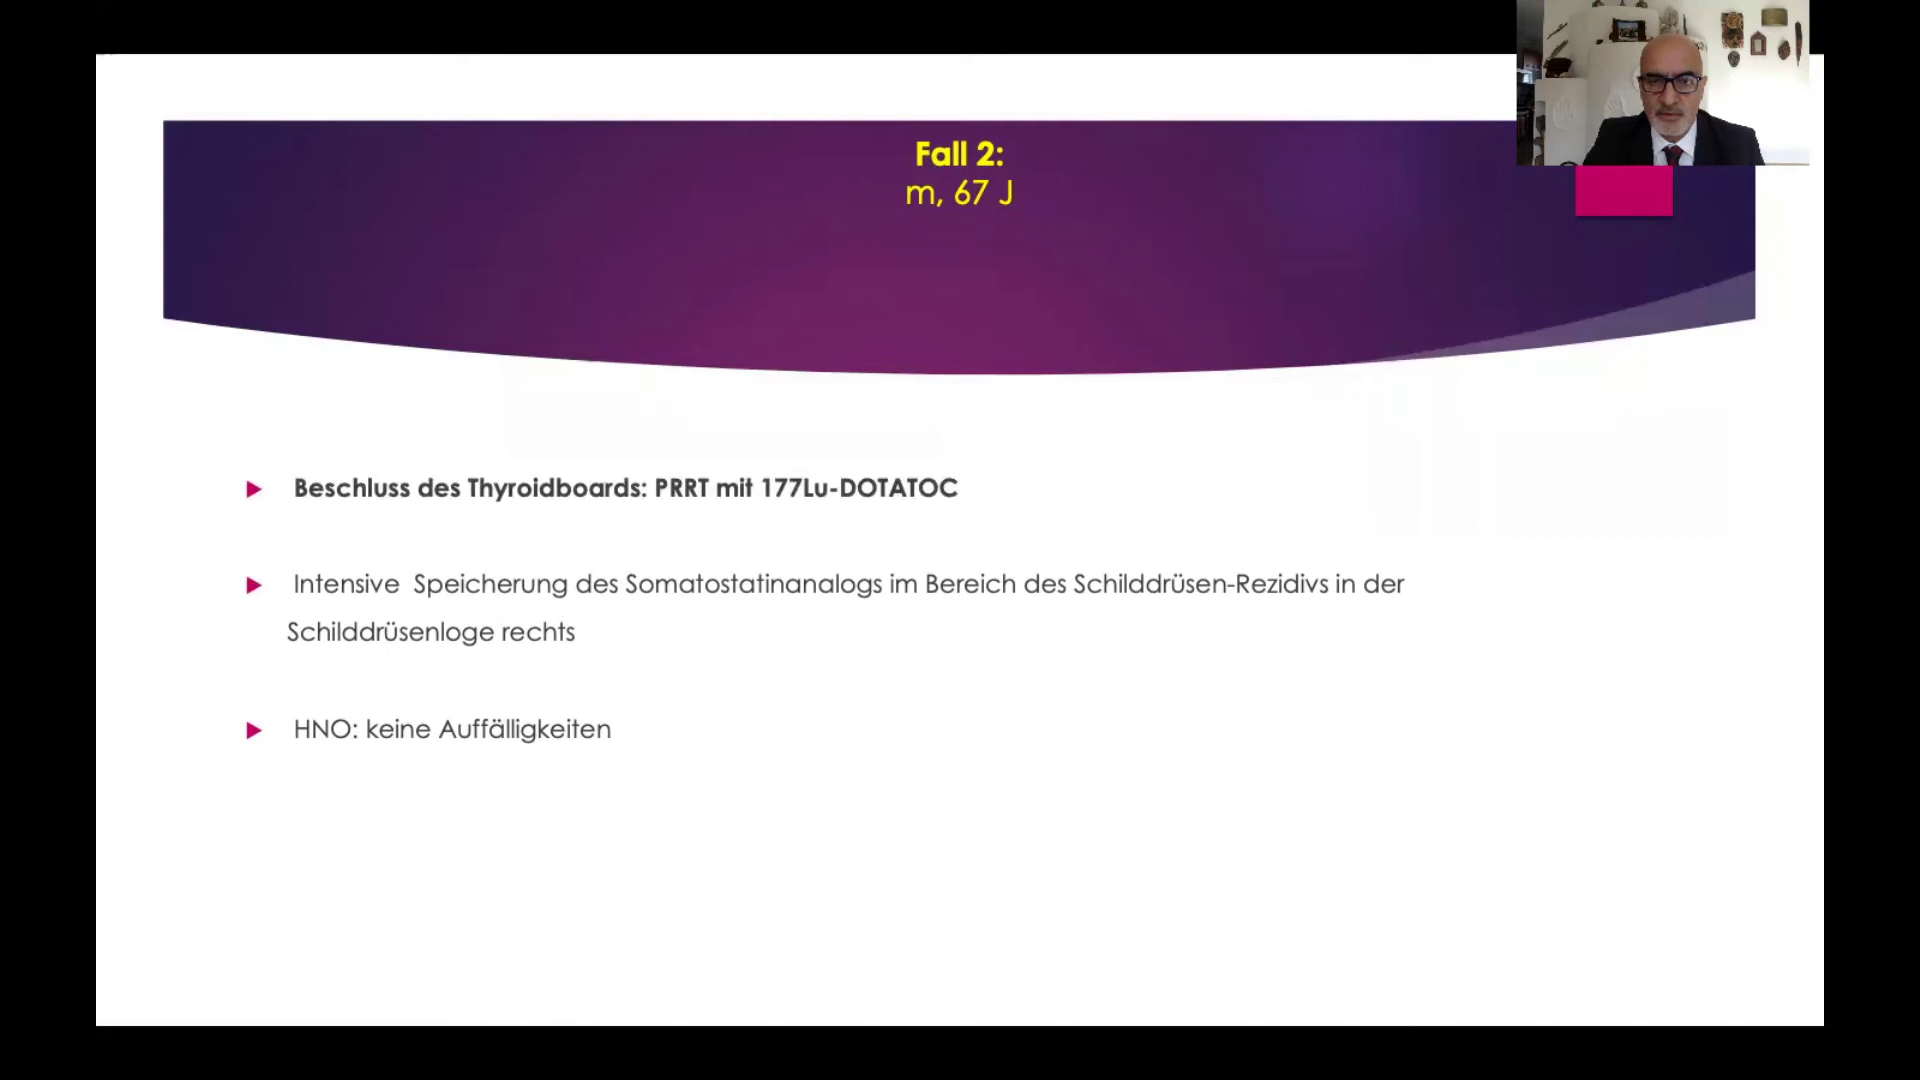 Fall 2:
m, 67 J
Beschluss des Thyroidboards: PRRT mit 177Lu-DOTATOC
Intensive Speicherung des Somatostatinanalogs im Bereich des Schilddrüsen-Rezidivs in der
Schilddrüsenloge rechts
HNO: keine Auffälligkeiten